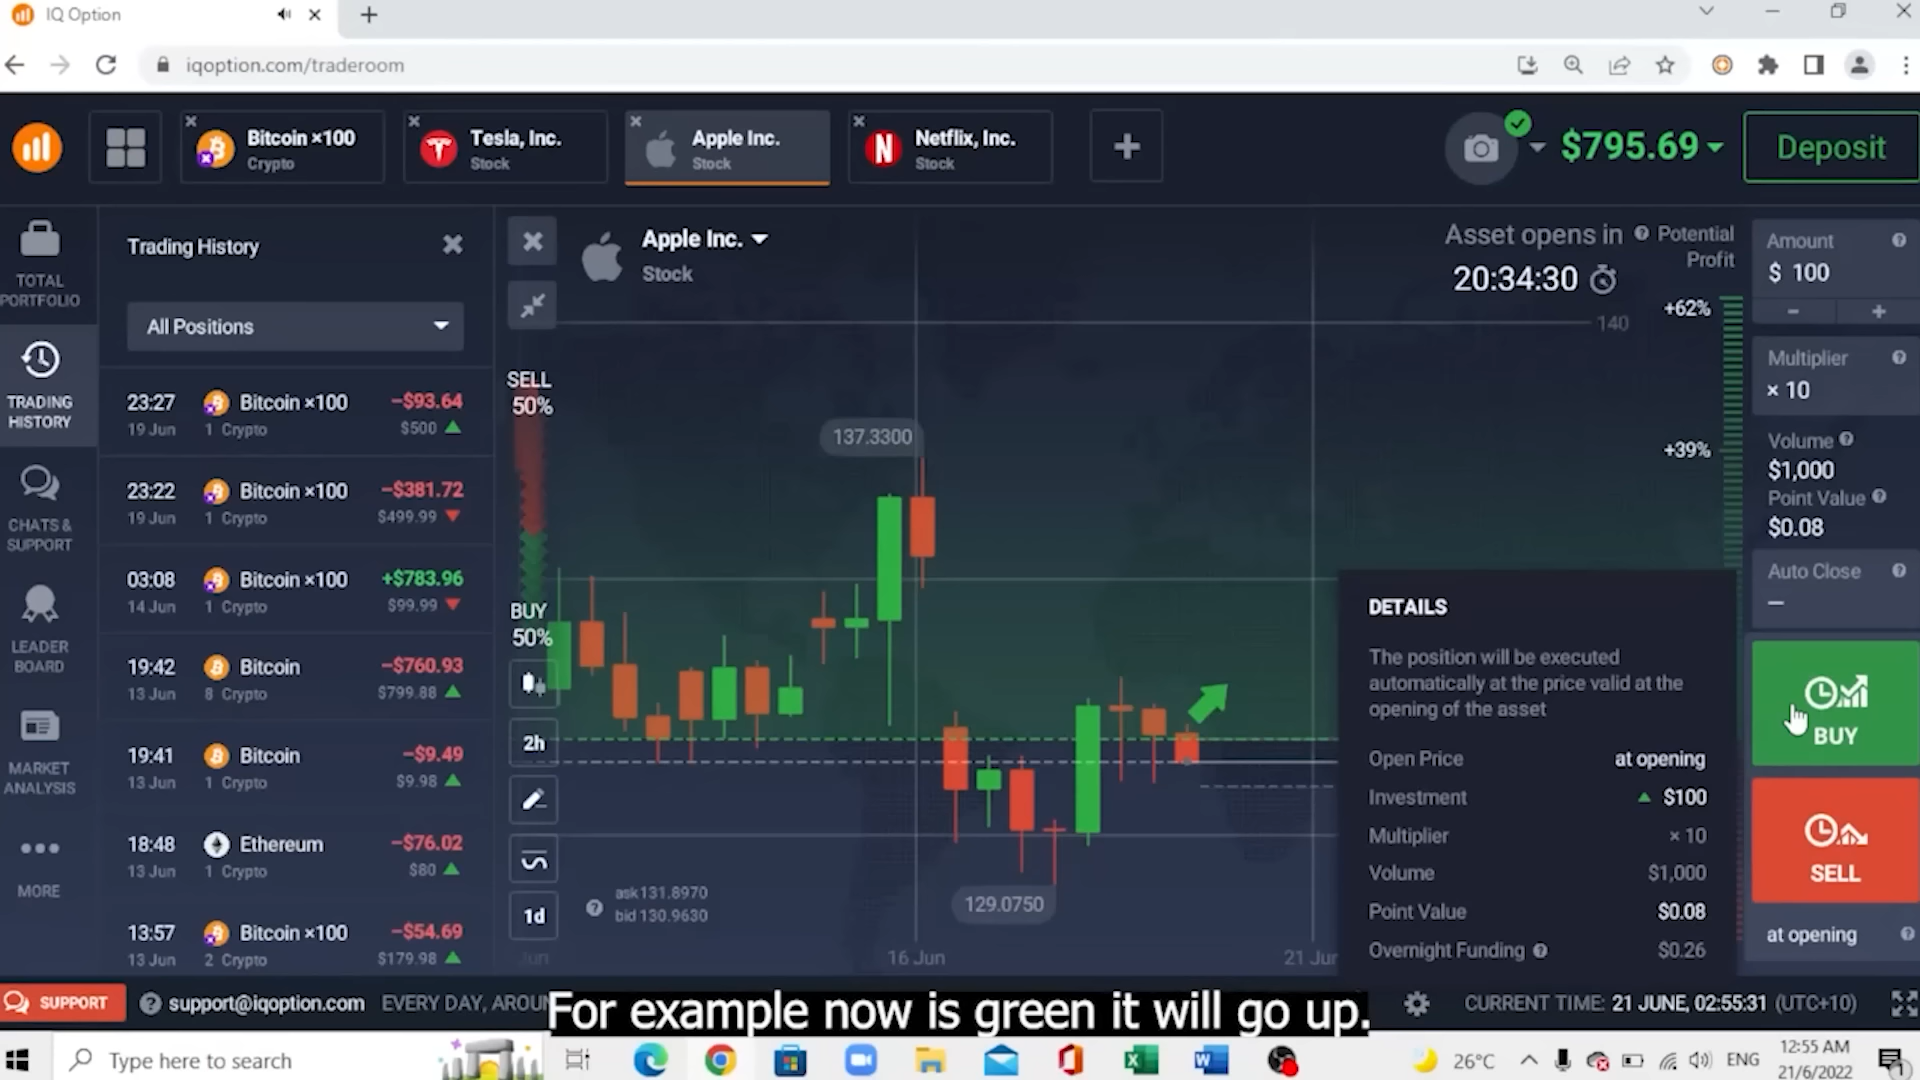 IQ Option
iqoption.com/traderoom
Bitcoin ×100
Crypto
Tesla, Inc.
Stock
Apple Inc.
Stock
Netflix, Inc.
Stock
$795.69
Deposit
TOTAL
PORTFOLIO
TRADING
HISTORY
CHATS &
SUPPORT
LEADER
BOARD
MARKET
ANALYSIS
MORE
Trading History
All Positions
23:27 Bitcoin ×100 −$93.64
19 Jun 1 Crypto $500
23:22 Bitcoin ×100 −$381.72
19 Jun 1 Crypto $499.99
03:08 Bitcoin ×100 +$783.96
14 Jun 1 Crypto $99.99
19:42 Bitcoin −$760.93
13 Jun 8 Crypto $799.88
19:41 Bitcoin −$9.49
13 Jun 1 Crypto $9.98
18:48 Ethereum −$76.02
13 Jun 1 Crypto $80
13:57 Bitcoin ×100 −$54.69
13 Jun 2 Crypto $179.98
Apple Inc.
Stock
Asset opens in
20:34:30
Potential
Profit
+62%
140
+39%
SELL
50%
137.3300
BUY
50%
2h
1d
ask 131.8970
bid 130.9630
129.0750
Jun
16 Jun
21 Jun
DETAILS
The position will be executed
automatically at the price valid at the
opening of the asset
Open Price at opening
Investment $100
Multiplier × 10
Volume $1,000
Point Value $0.08
Overnight Funding $0.26
Amount
$ 100
− +
Multiplier
× 10
Volume
$1,000
Point Value
$0.08
Auto Close
–
BUY
SELL
at opening
SUPPORT
support@iqoption.com
EVERY DAY, AROUN
For example now is green it will go up.
CURRENT TIME: 21 JUNE, 02:55:31 (UTC+10)
Type here to search
26°C
ENG
12:55 AM
21/6/2022
1